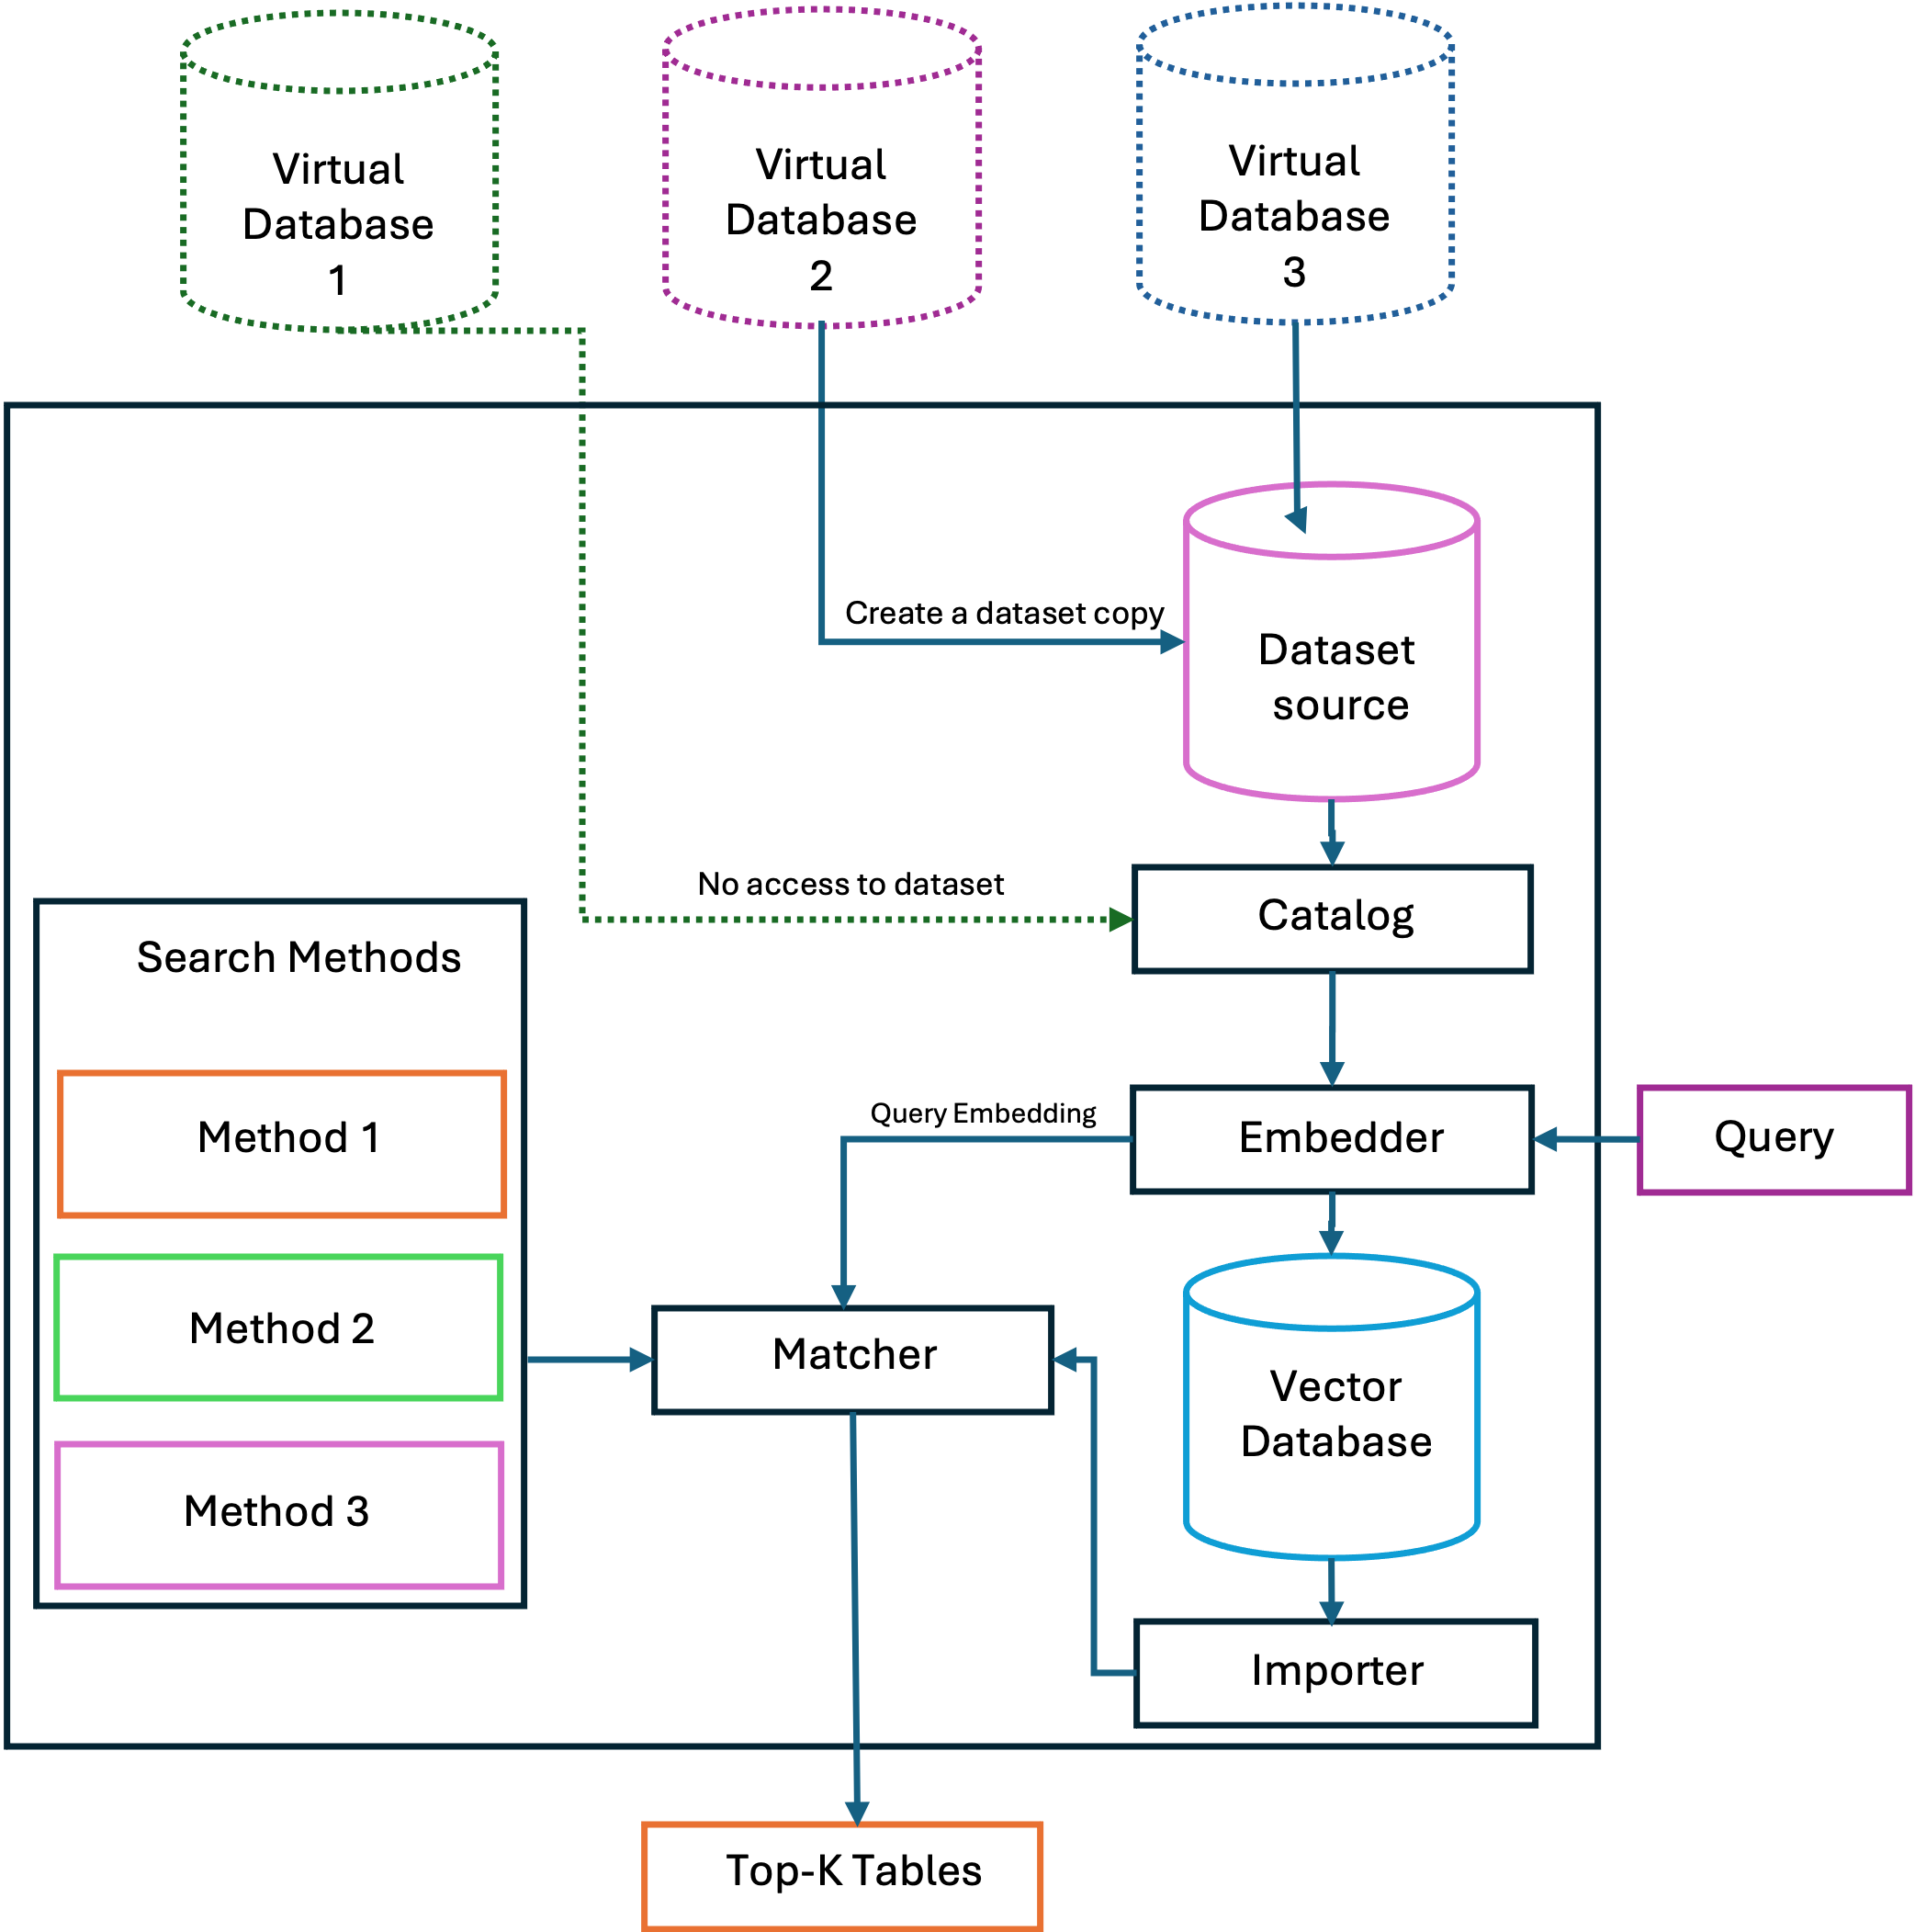 Virtual
Database
1
Virtual
Database
2
Virtual
Database
3
Create a dataset copy
Dataset
source
No access to dataset
Catalog
Search Methods
Method 1
Method 2
Method 3
Query Embedding
Embedder
Query
Matcher
Vector
Database
Importer
Top-K Tables